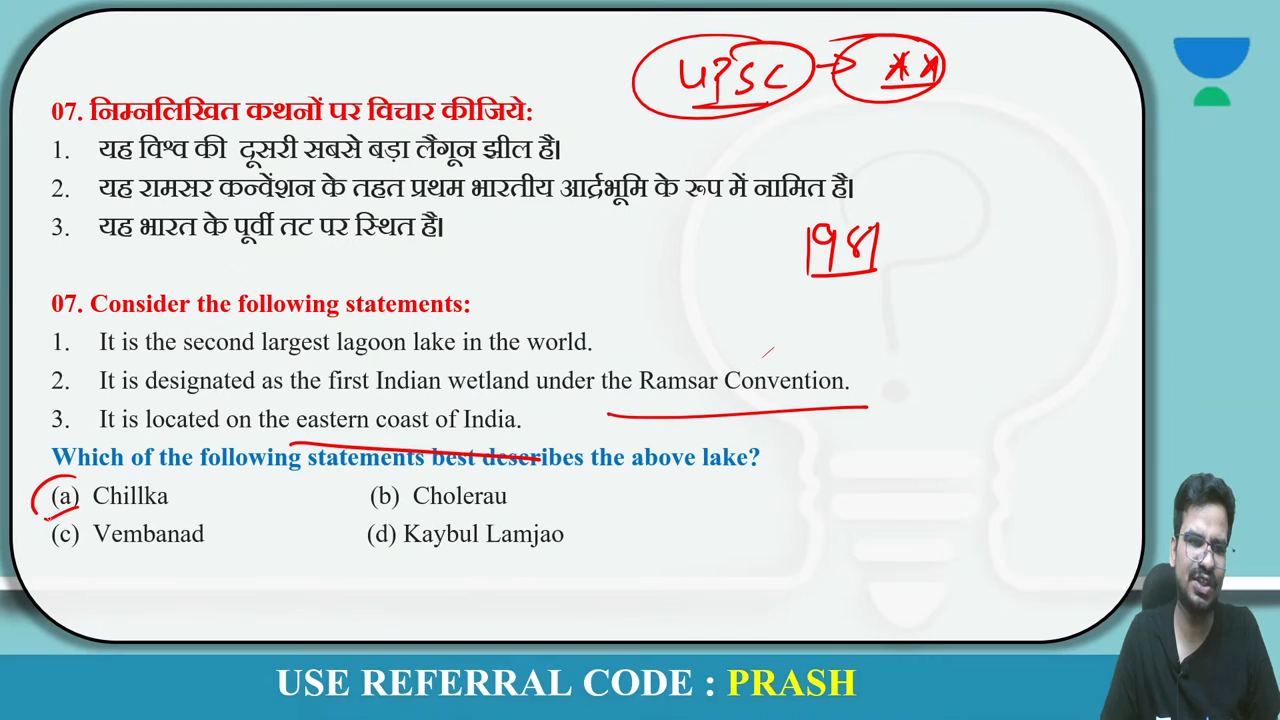 UPSC → **
07. निम्नलिखित कथनों पर विचार कीजिये:
1. यह विश्व की दूसरी सबसे बड़ा लैगून झील है।
2. यह रामसर कन्वेंशन के तहत प्रथम भारतीय आर्द्रभूमि के रूप में नामित है।
3. यह भारत के पूर्वी तट पर स्थित है।
1981
07. Consider the following statements:
1. It is the second largest lagoon lake in the world.
2. It is designated as the first Indian wetland under the Ramsar Convention.
3. It is located on the eastern coast of India.
Which of the following statements best describes the above lake?
(a) Chillka (b) Cholerau
(c) Vembanad (d) Kaybul Lamjao
USE REFERRAL CODE : PRASH